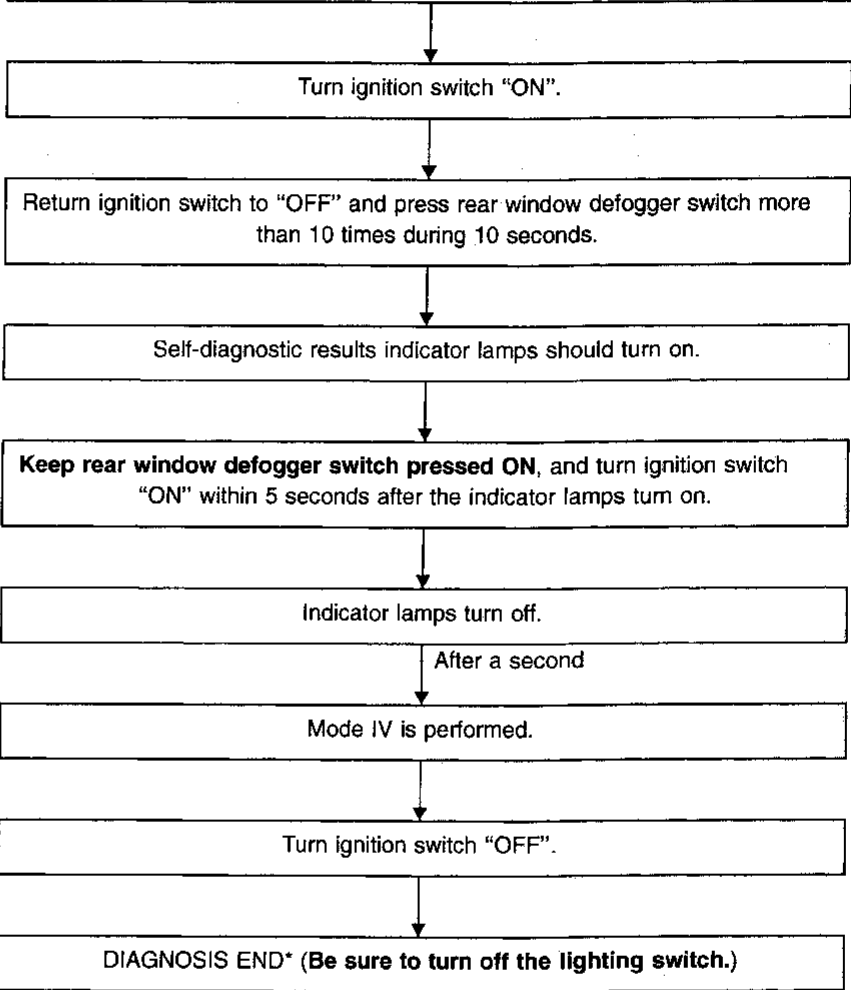 Turn ignition switch “ON”.
Return ignition switch to “OFF” and press rear window defogger switch more
than 10 times during 10 seconds.
Self-diagnostic results indicator lamps should turn on.
Keep rear window defogger switch pressed ON, and turn ignition switch
“ON” within 5 seconds after the indicator lamps turn on.
Indicator lamps turn off.
After a second
Mode IV is performed.
Turn ignition switch “OFF”.
DIAGNOSIS END* (Be sure to turn off the lighting switch.)